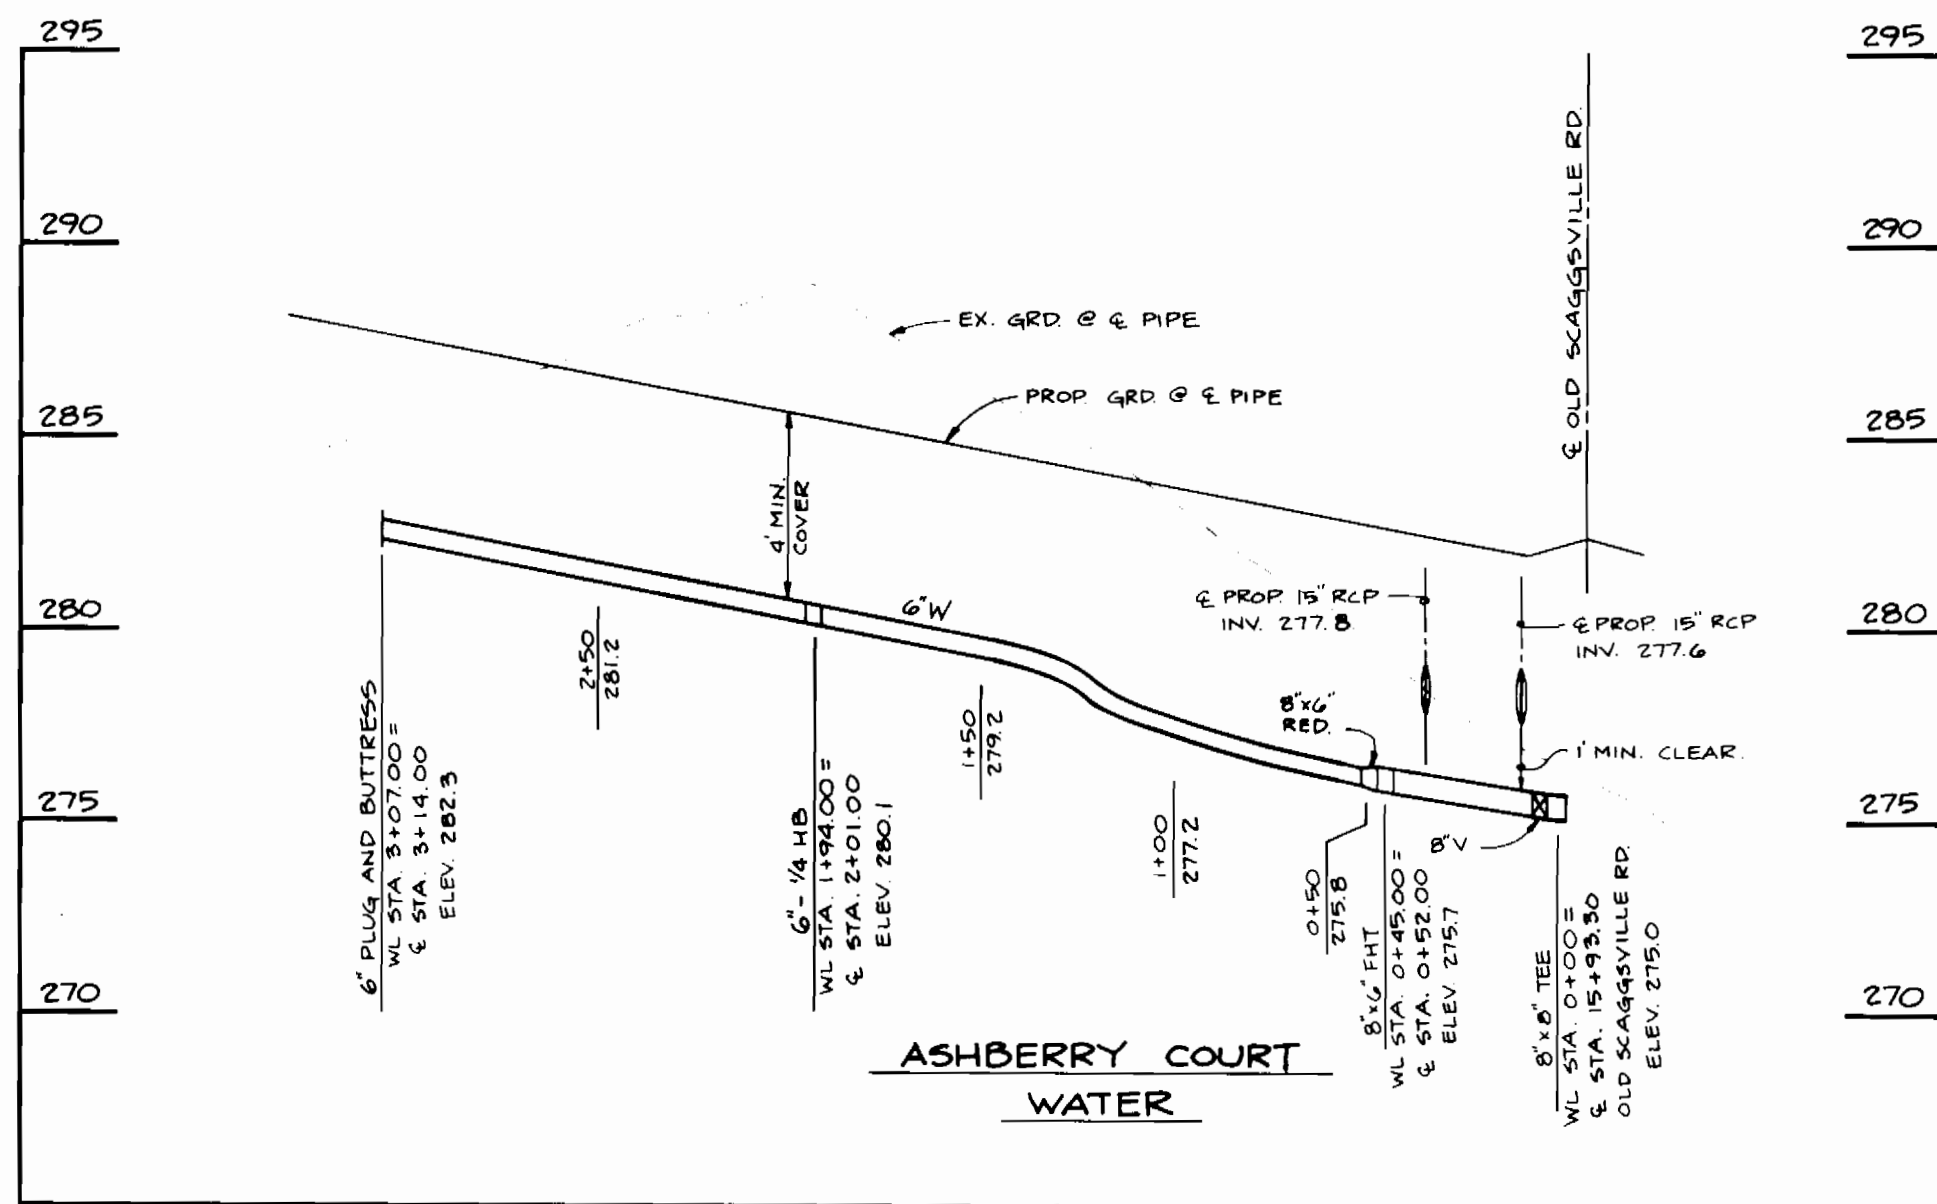 295
290
285
280
275
270
295
290
285
280
275
270
EX. GRD. @ ℄ PIPE
PROP. GRD. @ ℄ PIPE
℄ OLD SCAGGSVILLE RD.
4' MIN.
COVER
6"W
℄ PROP. 15" RCP
INV. 277.8
℄ PROP. 15" RCP
INV. 277.6
1' MIN. CLEAR.
8"x6"
RED.
8"V
6" PLUG AND BUTTRESS
WL STA. 3+07.00 =
℄ STA. 3+14.00
ELEV. 282.3
2+50
281.2
6"- 1/4 HB
WL STA. 1+94.00 =
℄ STA. 2+01.00
ELEV. 280.1
1+50
279.2
1+00
277.2
0+50
275.8
8"x6" FHT
WL STA. 0+45.00 =
℄ STA. 0+52.00
ELEV. 275.7
8"x8" TEE
WL STA. 0+00 =
℄ STA. 15+93.30
OLD SCAGGSVILLE RD.
ELEV. 275.0
ASHBERRY COURT
WATER